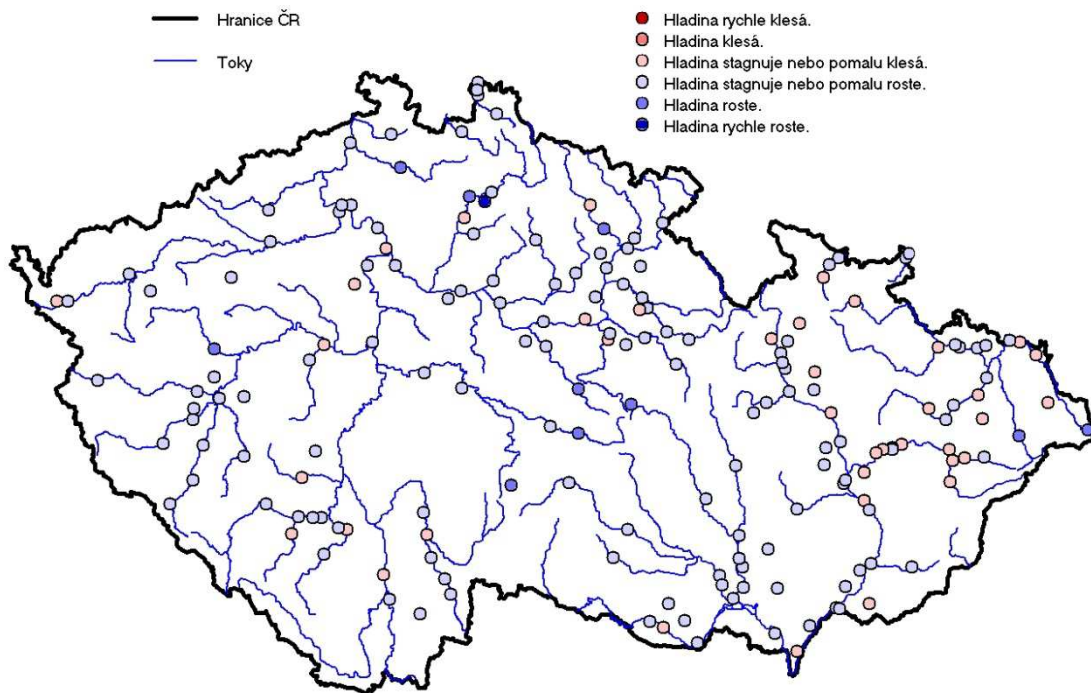 Hranice ČR
Toky
Hladina rychle klesá.
Hladina klesá.
Hladina stagnuje nebo pomalu klesá.
Hladina stagnuje nebo pomalu roste.
Hladina roste.
Hladina rychle roste.